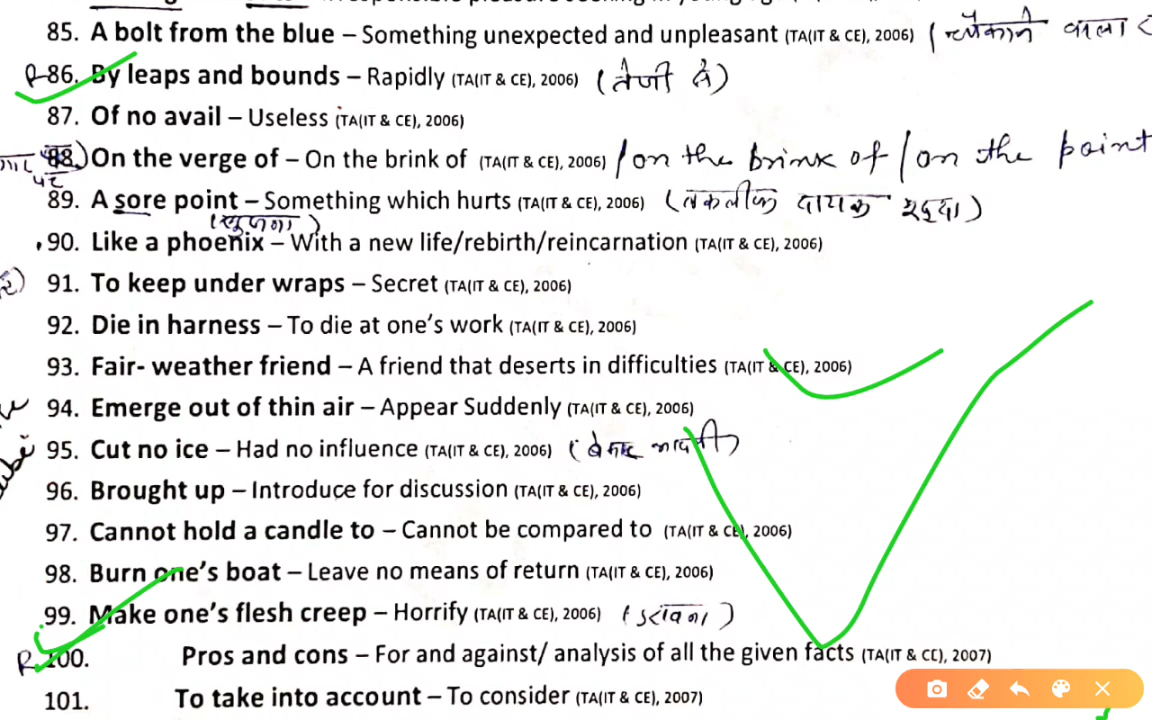 85. A bolt from the blue – Something unexpected and unpleasant (TA(IT & CE), 2006) (चौंकाने वाला
R-86. By leaps and bounds – Rapidly (TA(IT & CE), 2006) (तेजी से)
87. Of no avail – Useless (TA(IT & CE), 2006)
88. On the verge of – On the brink of (TA(IT & CE), 2006) /on the brink of /on the point
89. A sore point – Something which hurts (TA(IT & CE), 2006) (तकलीफ दायक मुद्दा)
90. Like a phoenix – With a new life/rebirth/reincarnation (TA(IT & CE), 2006)
91. To keep under wraps – Secret (TA(IT & CE), 2006)
92. Die in harness – To die at one's work (TA(IT & CE), 2006)
93. Fair- weather friend – A friend that deserts in difficulties (TA(IT & CE), 2006)
94. Emerge out of thin air – Appear Suddenly (TA(IT & CE), 2006)
95. Cut no ice – Had no influence (TA(IT & CE), 2006)
96. Brought up – Introduce for discussion (TA(IT & CE), 2006)
97. Cannot hold a candle to – Cannot be compared to (TA(IT & CE), 2006)
98. Burn one's boat – Leave no means of return (TA(IT & CE), 2006)
99. Make one's flesh creep – Horrify (TA(IT & CE), 2006)
R-100. Pros and cons – For and against/ analysis of all the given facts (TA(IT & CE), 2007)
101. To take into account – To consider (TA(IT & CE), 2007)